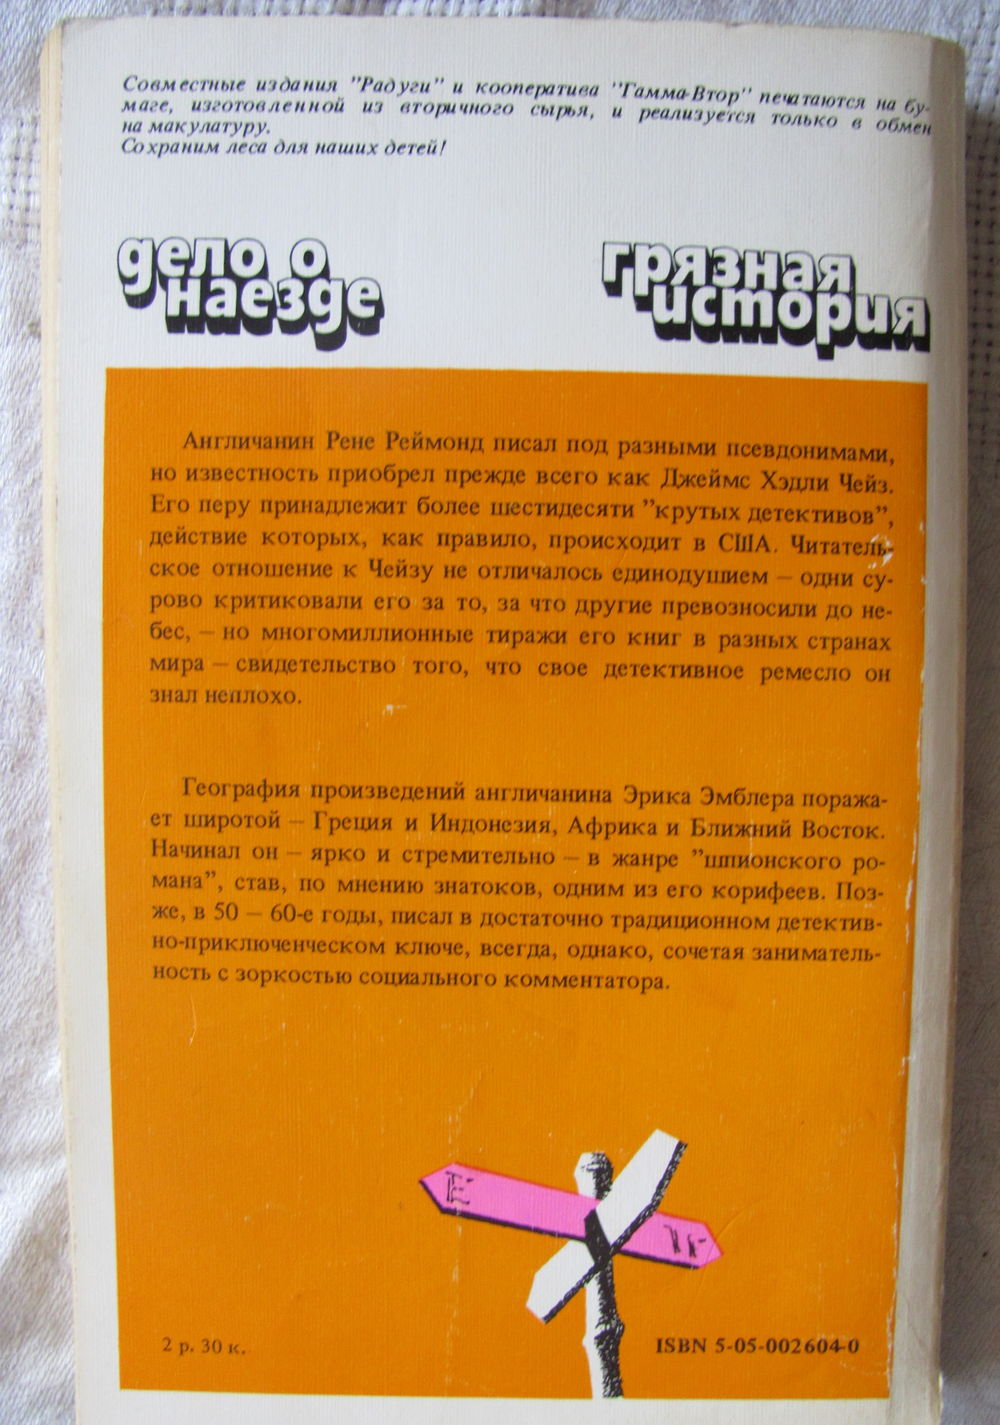 Совместные издания "Радуги" и кооператива "Гамма-Втор" печатаются на бу-
маге, изготовленной из вторичного сырья, и реализуется только в обмен
на макулатуру.
Сохраним леса для наших детей!
дело о
наезде
грязная
история
Англичанин Рене Реймонд писал под разными псевдонимами,
но известность приобрел прежде всего как Джеймс Хэдли Чейз.
Его перу принадлежит более шестидесяти "крутых детективов",
действие которых, как правило, происходит в США. Читатель-
ское отношение к Чейзу не отличалось единодушием – одни су-
рово критиковали его за то, за что другие превозносили до не-
бес, – но многомиллионные тиражи его книг в разных странах
мира – свидетельство того, что свое детективное ремесло он
знал неплохо.
География произведений англичанина Эрика Эмблера поража-
ет широтой – Греция и Индонезия, Африка и Ближний Восток.
Начинал он – ярко и стремительно – в жанре "шпионского ро-
мана", став, по мнению знатоков, одним из его корифеев. Поз-
же, в 50 – 60-е годы, писал в достаточно традиционном детектив-
но-приключенческом ключе, всегда, однако, сочетая заниматель-
ность с зоркостью социального комментатора.
E
2 р. 30 к.
ISBN 5-05-002604-0